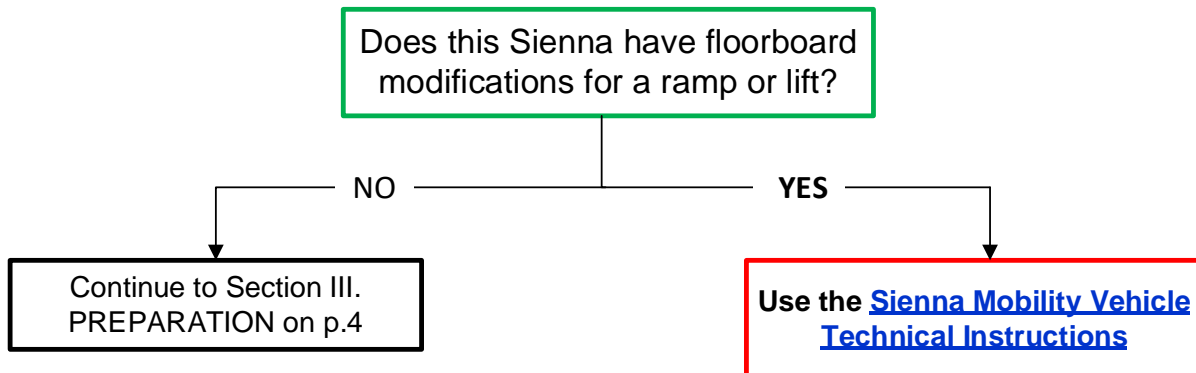 Does this Sienna have floorboard
modifications for a ramp or lift?
NO
YES
Continue to Section III.
PREPARATION on p.4
Use the Sienna Mobility Vehicle
Technical Instructions